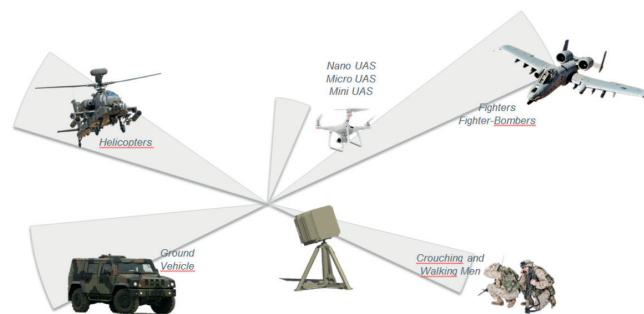 Nano UAS
Micro UAS
Mini UAS
Fighters
Fighter-Bombers
Helicopters
Ground
Vehicle
Crouching and
Walking Men